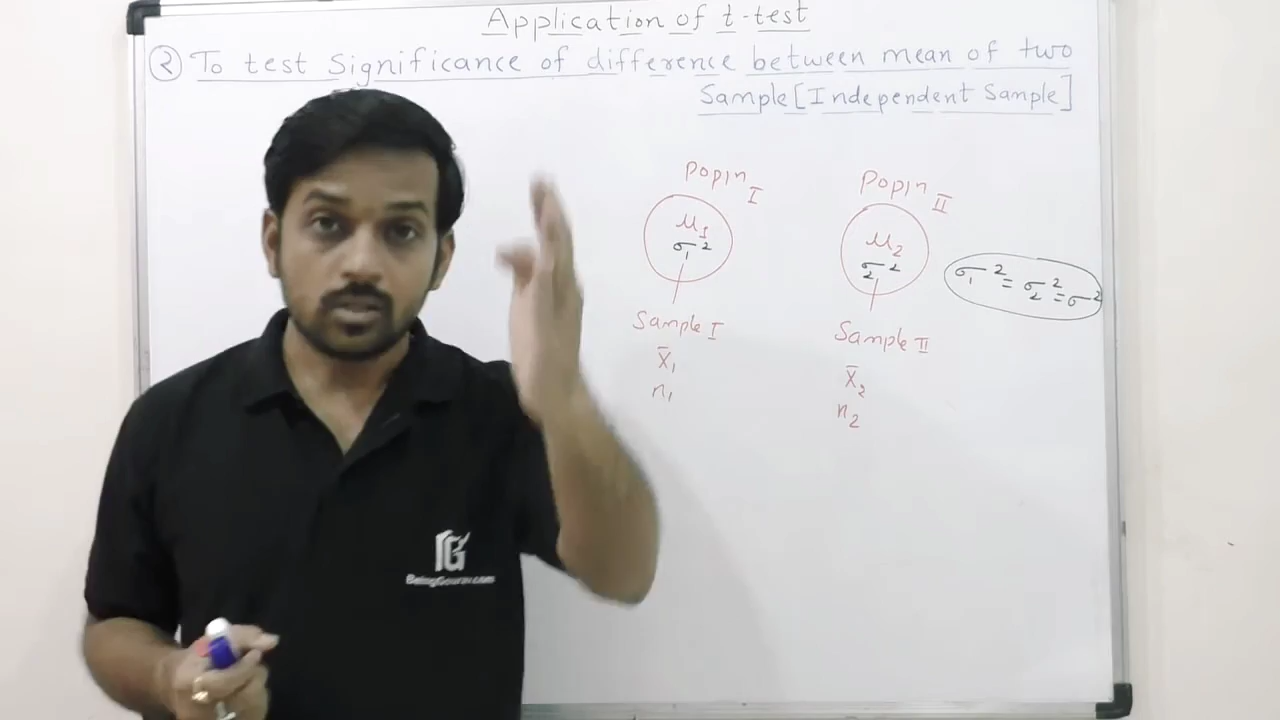 Application of t-test
② To test Significance of difference between mean of two
Sample [Independent Sample]
Popln I
μ₁
σ₁²
Sample I
x̄₁
n₁
Popln II
μ₂
σ₂²
Sample II
x̄₂
n₂
σ₁² = σ₂² = σ²
BeingGourav.com